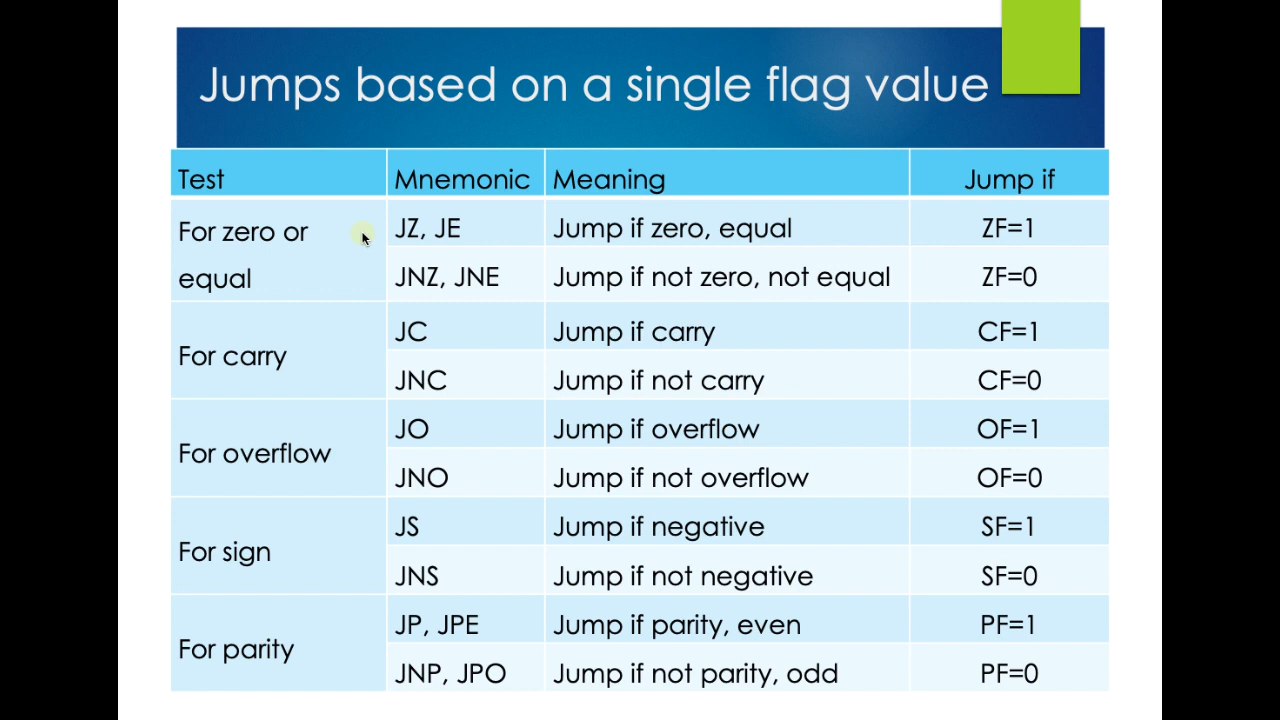 Jumps based on a single flag value
Test Mnemonic Meaning Jump if
For zero or
equal
JZ, JE Jump if zero, equal ZF=1
JNZ, JNE Jump if not zero, not equal ZF=0
For carry
JC Jump if carry CF=1
JNC Jump if not carry CF=0
For overflow
JO Jump if overflow OF=1
JNO Jump if not overflow OF=0
For sign
JS Jump if negative SF=1
JNS Jump if not negative SF=0
For parity
JP, JPE Jump if parity, even PF=1
JNP, JPO Jump if not parity, odd PF=0